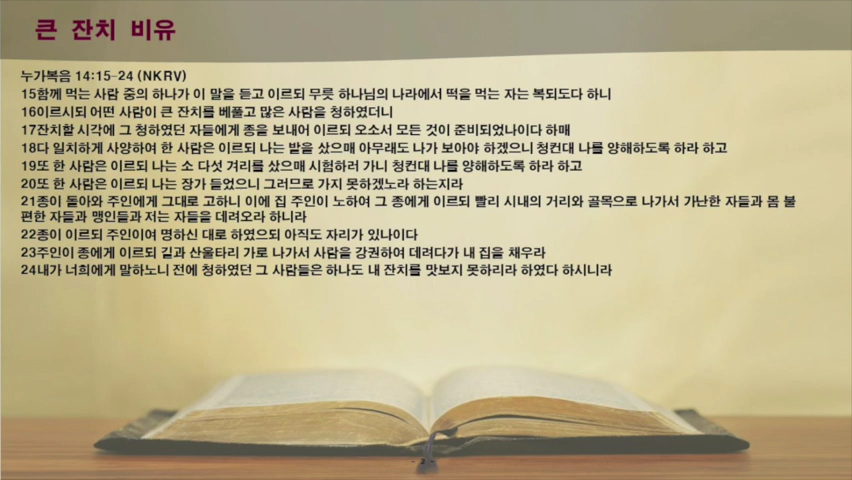 큰 잔치 비유
누가복음 14:15-24 (NKRV)
15함께 먹는 사람 중의 하나가 이 말을 듣고 이르되 무릇 하나님의 나라에서 떡을 먹는 자는 복되도다 하니
16이르시되 어떤 사람이 큰 잔치를 베풀고 많은 사람을 청하였더니
17잔치할 시각에 그 청하였던 자들에게 종을 보내어 이르되 오소서 모든 것이 준비되었나이다 하매
18다 일치하게 사양하여 한 사람은 이르되 나는 밭을 샀으매 아무래도 나가 보아야 하겠으니 청컨대 나를 양해하도록 하라 하고
19또 한 사람은 이르되 나는 소 다섯 겨리를 샀으매 시험하러 가니 청컨대 나를 양해하도록 하라 하고
20또 한 사람은 이르되 나는 장가 들었으니 그러므로 가지 못하겠노라 하는지라
21종이 돌아와 주인에게 그대로 고하니 이에 집 주인이 노하여 그 종에게 이르되 빨리 시내의 거리와 골목으로 나가서 가난한 자들과 몸 불
편한 자들과 맹인들과 저는 자들을 데려오라 하니라
22종이 이르되 주인이여 명하신 대로 하였으되 아직도 자리가 있나이다
23주인이 종에게 이르되 길과 산울타리 가로 나가서 사람을 강권하여 데려다가 내 집을 채우라
24내가 너희에게 말하노니 전에 청하였던 그 사람들은 하나도 내 잔치를 맛보지 못하리라 하였다 하시니라